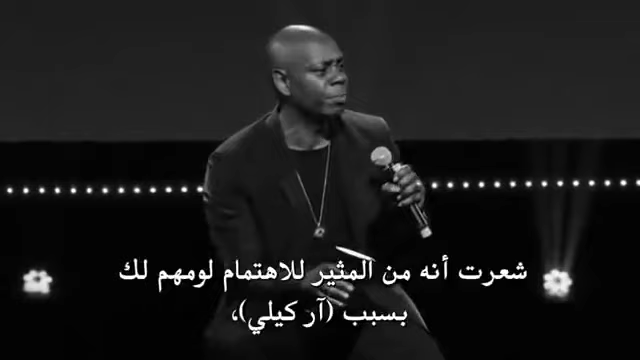 شعرت أنه من المثير للاهتمام لومهم لك
بسبب (آر كيلي)،